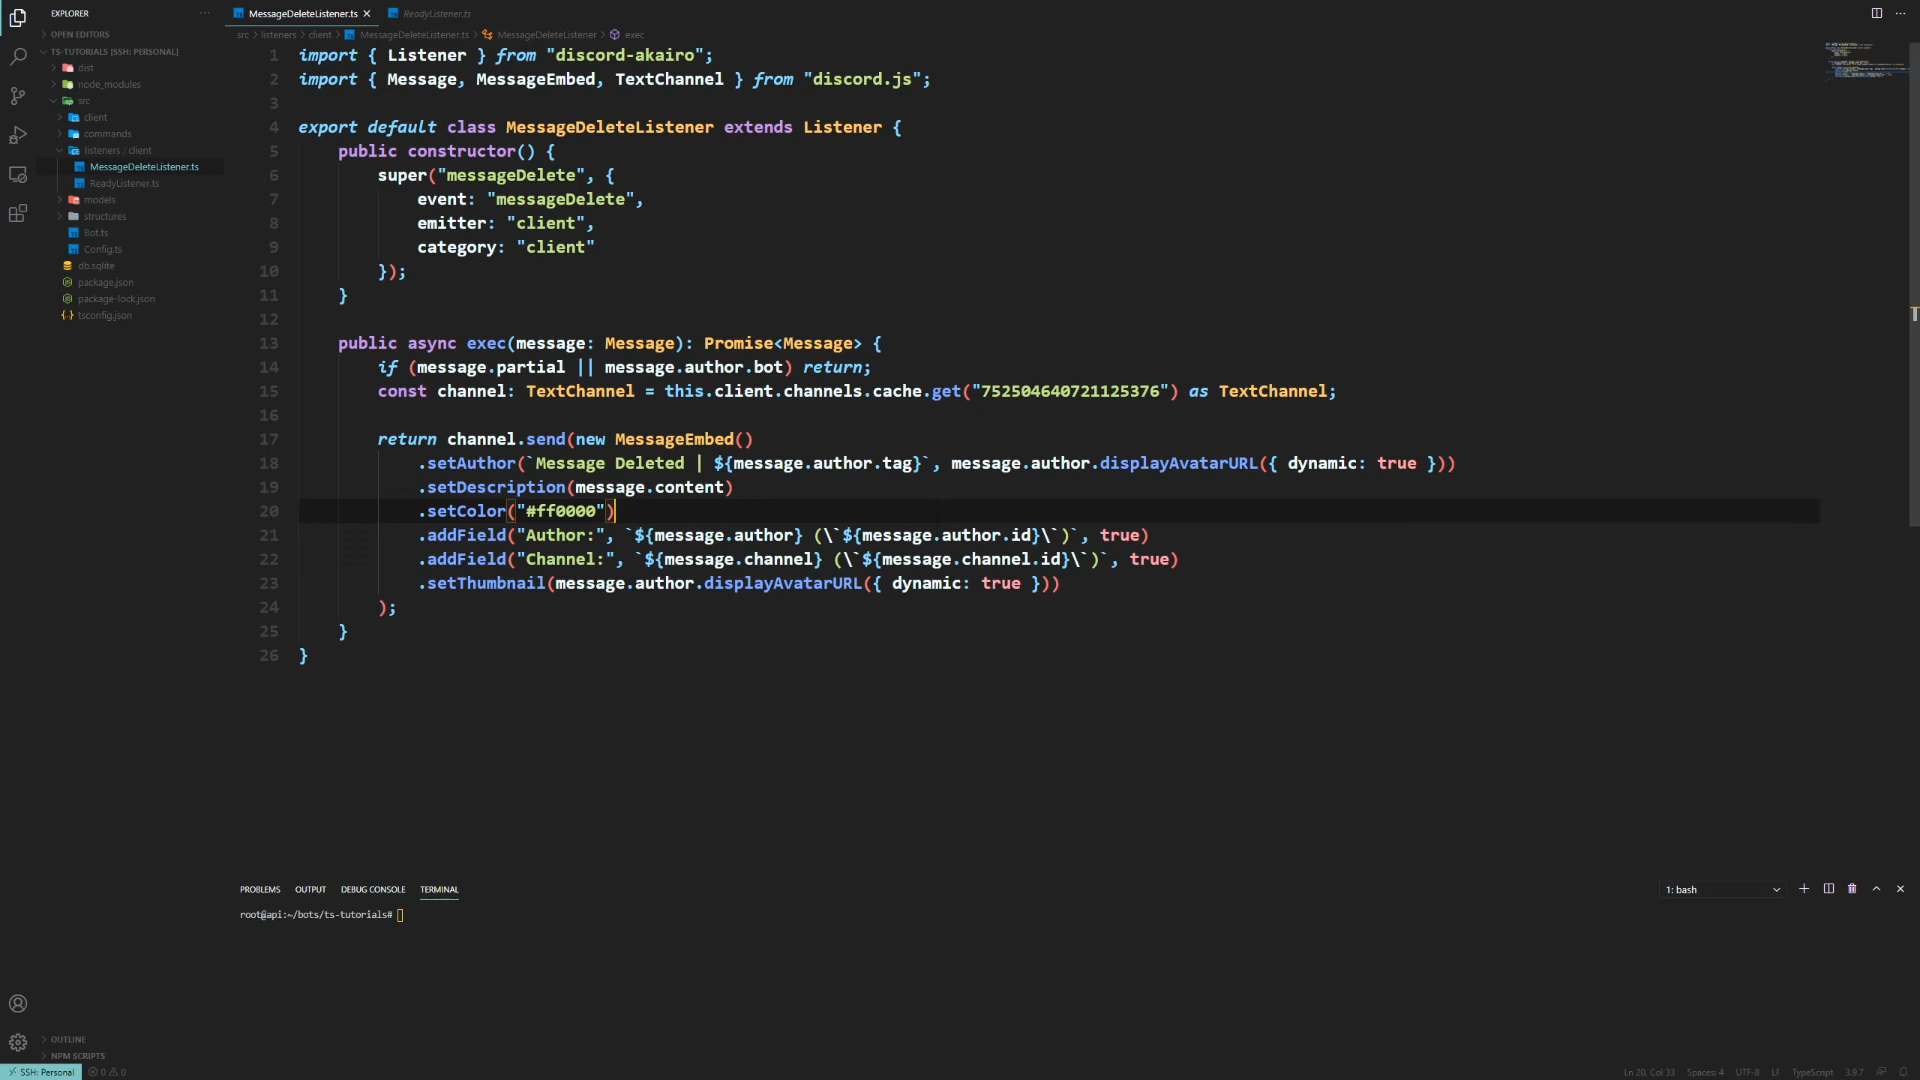 EXPLORER
MessageDeleteListener.ts
ReadyListener.ts
OPEN EDITORS
TS-TUTORIALS [SSH: PERSONAL]
dist
node_modules
src
client
commands
listeners / client
MessageDeleteListener.ts
ReadyListener.ts
models
structures
Bot.ts
Config.ts
db.sqlite
package.json
package-lock.json
tsconfig.json
OUTLINE
NPM SCRIPTS
src > listeners > client > MessageDeleteListener.ts > MessageDeleteListener > exec
1 import { Listener } from "discord-akairo";
2 import { Message, MessageEmbed, TextChannel } from "discord.js";
3
4 export default class MessageDeleteListener extends Listener {
5 public constructor() {
6 super("messageDelete", {
7 event: "messageDelete",
8 emitter: "client",
9 category: "client"
10 });
11 }
12
13 public async exec(message: Message): Promise<Message> {
14 if (message.partial || message.author.bot) return;
15 const channel: TextChannel = this.client.channels.cache.get("752504640721125376") as TextChannel;
16
17 return channel.send(new MessageEmbed()
18 .setAuthor(`Message Deleted | ${message.author.tag}`, message.author.displayAvatarURL({ dynamic: true }))
19 .setDescription(message.content)
20 .setColor("#ff0000")
21 .addField("Author:", `${message.author} (\`${message.author.id}\`)`, true)
22 .addField("Channel:", `${message.channel} (\`${message.channel.id}\`)`, true)
23 .setThumbnail(message.author.displayAvatarURL({ dynamic: true }))
24 );
25 }
26 }
PROBLEMS OUTPUT DEBUG CONSOLE TERMINAL
1: bash
root@api:~/bots/ts-tutorials#
SSH: Personal 0 0
Ln 20, Col 33 Spaces: 4 UTF-8 LF TypeScript 3.9.7